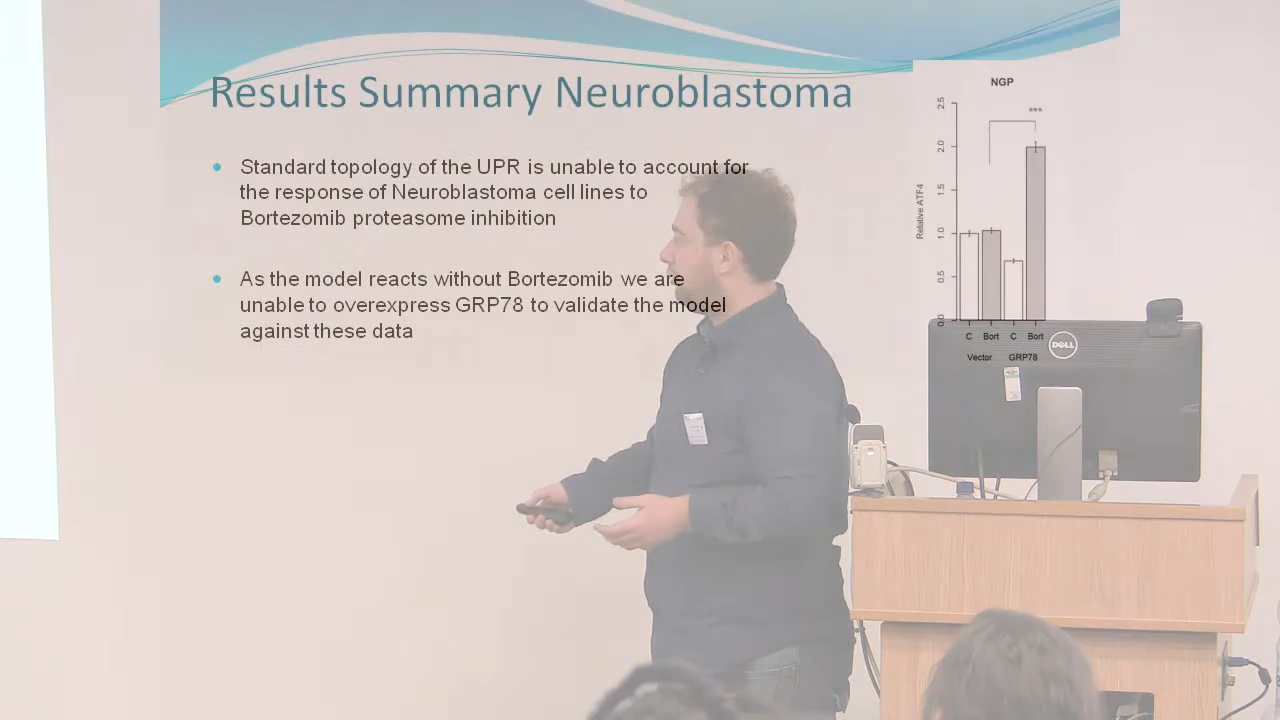 Results Summary Neuroblastoma
Standard topology of the UPR is unable to account for
the response of Neuroblastoma cell lines to
Bortezomib proteasome inhibition
As the model reacts without Bortezomib we are
unable to overexpress GRP78 to validate the model
against these data
NGP
***
Relative ATF4
2.5
2.0
1.5
1.0
0.5
0.0
C Bort C Bort
Vector GRP78
DELL